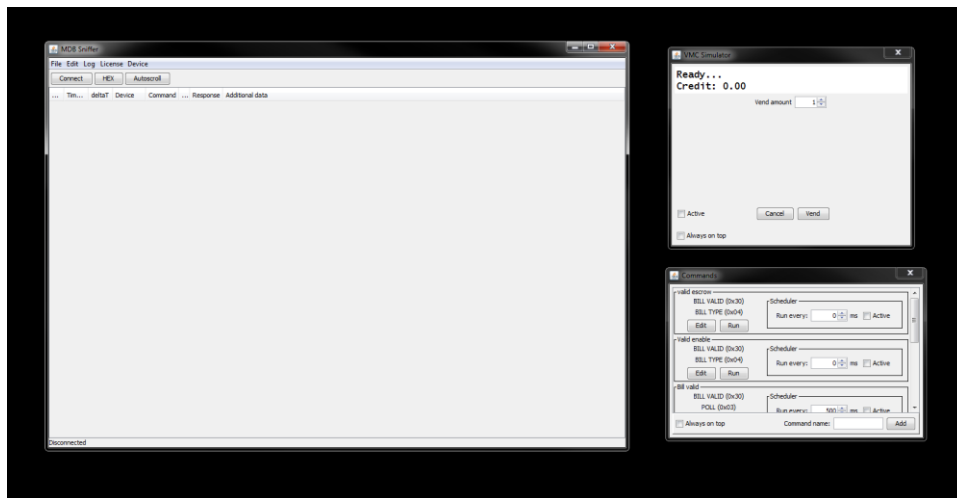 MDB Sniffer
File Edit Log License Device
Connect HEX Autoscroll
... Tim... deltaT Device Command ... Response Additional data
Disconnected
VMC Simulator
Ready...
Credit: 0.00
Vend amount 1
Active Cancel Vend
Always on top
Commands
valid escrow
BILL VALID (0x30) Scheduler
BILL TYPE (0x04) Run every: 0 ms Active
Edit Run
Valid enable
BILL VALID (0x30) Scheduler
BILL TYPE (0x04) Run every: 0 ms Active
Edit Run
Bill valid
BILL VALID (0x30) Scheduler
POLL (0x03) Run every: 500 ms Active
Always on top Command name: Add